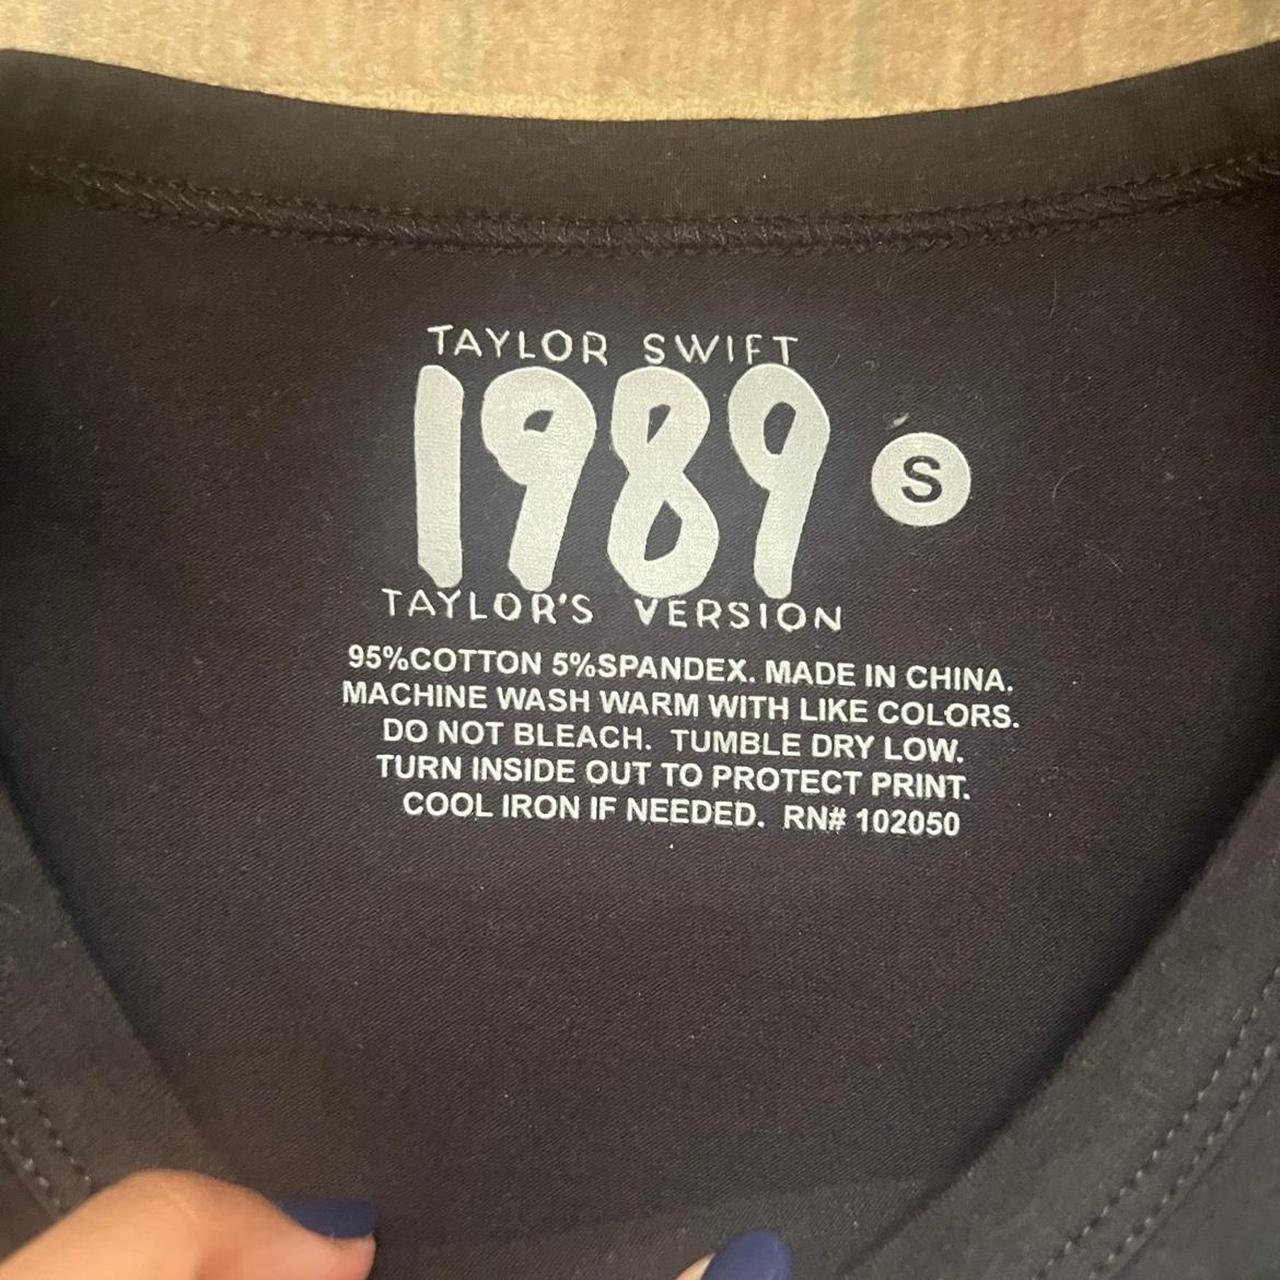 TAYLOR SWIFT
1989
S
TAYLOR'S VERSION
95%COTTON 5%SPANDEX. MADE IN CHINA.
MACHINE WASH WARM WITH LIKE COLORS.
DO NOT BLEACH. TUMBLE DRY LOW.
TURN INSIDE OUT TO PROTECT PRINT.
COOL IRON IF NEEDED. RN# 102050